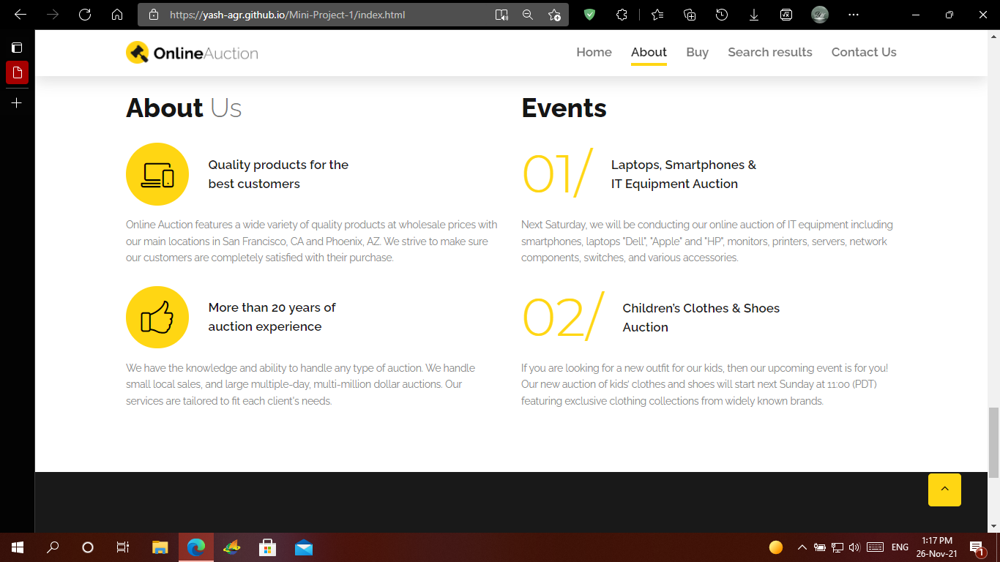 https://yash-agr.github.io/Mini-Project-1/index.html
OnlineAuction
Home About Buy Search results Contact Us
About Us
Quality products for the
best customers
Online Auction features a wide variety of quality products at wholesale prices with
our main locations in San Francisco, CA and Phoenix, AZ. We strive to make sure
our customers are completely satisfied with their purchase.
More than 20 years of
auction experience
We have the knowledge and ability to handle any type of auction. We handle
small local sales, and large multiple-day, multi-million dollar auctions. Our
services are tailored to fit each client's needs.
Events
01/
Laptops, Smartphones &
IT Equipment Auction
Next Saturday, we will be conducting our online auction of IT equipment including
smartphones, laptops "Dell", "Apple" and "HP", monitors, printers, servers, network
components, switches, and various accessories.
02/
Children's Clothes & Shoes
Auction
If you are looking for a new outfit for our kids, then our upcoming event is for you!
Our new auction of kids' clothes and shoes will start next Sunday at 11:00 (PDT)
featuring exclusive clothing collections from widely known brands.
ENG
1:17 PM
26-Nov-21
1